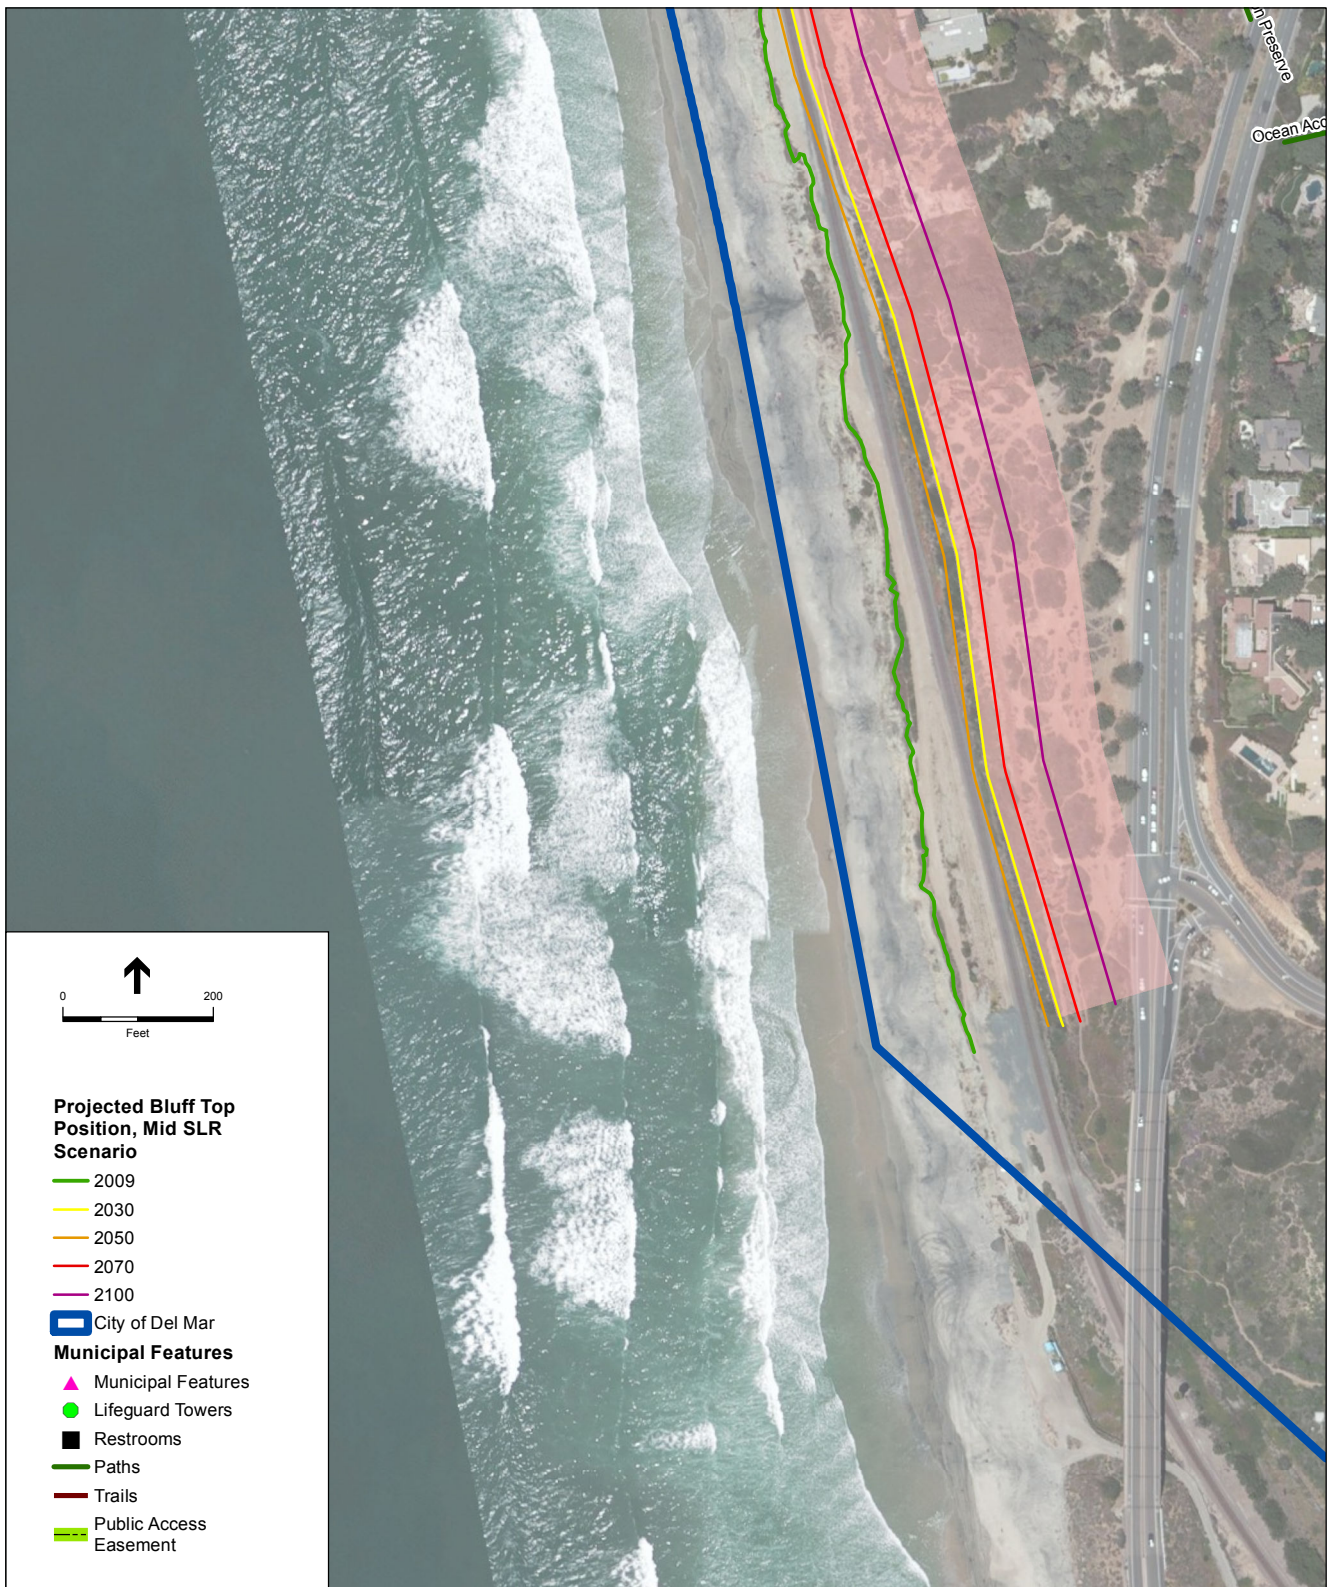 n Preserve
Ocean Acc
0 200
Feet
Projected Bluff Top
Position, Mid SLR
Scenario
2009
2030
2050
2070
2100
City of Del Mar
Municipal Features
Municipal Features
Lifeguard Towers
Restrooms
Paths
Trails
Public Access
Easement